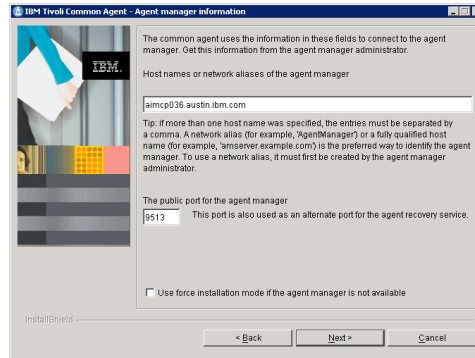 IBM Tivoli Common Agent - Agent manager information
The common agent uses the information in these fields to connect to the agent
manager. Get this information from the agent manager administrator.
IBM.
Host names or network aliases of the agent manager
aimcp036.austin.ibm.com
Tip: if more than one host name was specified, the entries must be separated by
a comma. A network alias (for example, 'AgentManager') or a fully qualified host
name (for example, 'amserver.example.com') is the preferred way to identify the agent
manager. To use a network alias, it must first be created by the agent manager
administrator.
The public port for the agent manager
9513 This port is also used as an alternate port for the agent recovery service.
Use force installation mode if the agent manager is not available
InstallShield
< Back Next > Cancel